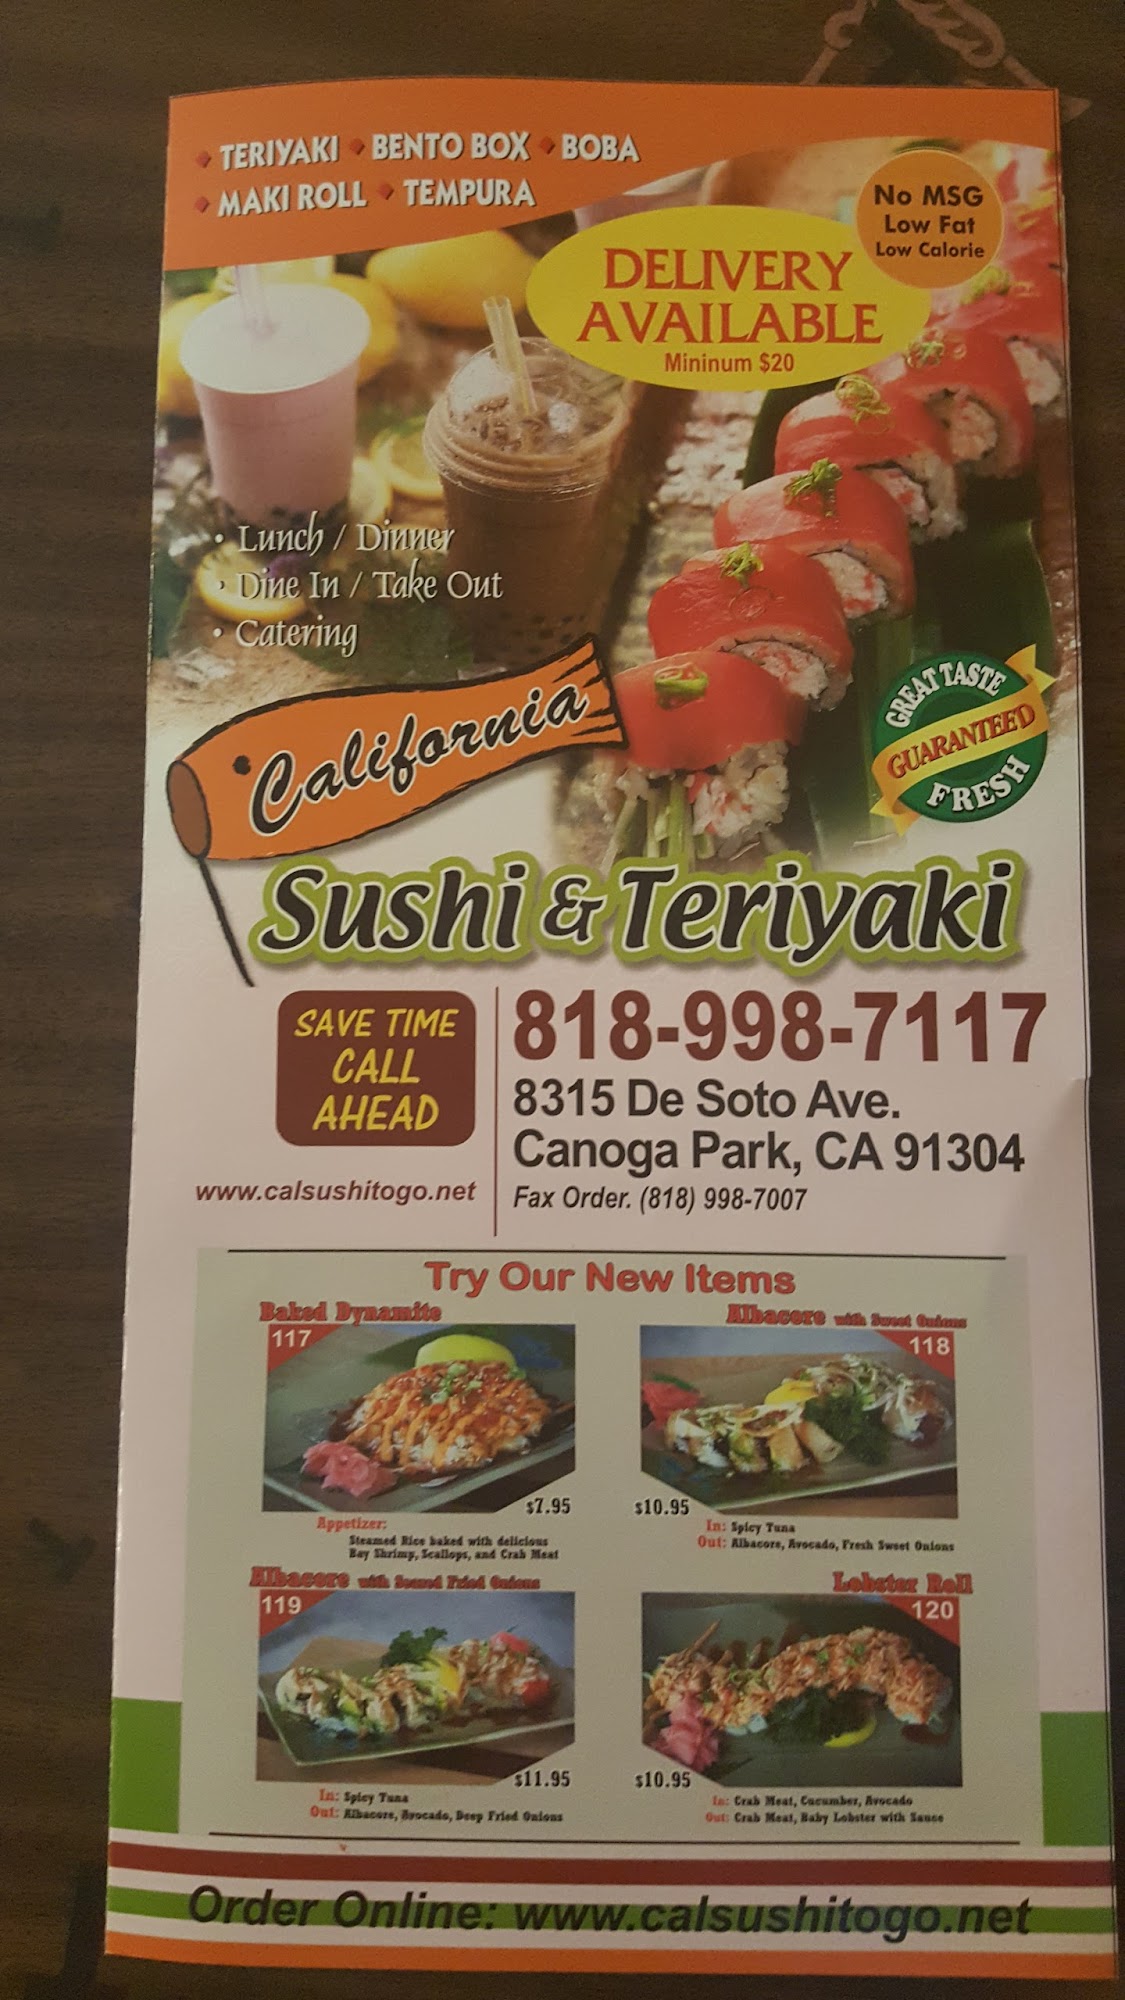 TERIYAKI • BENTO BOX • BOBA
MAKI ROLL • TEMPURA
No MSG
Low Fat
Low Calorie
DELIVERY
AVAILABLE
Mininum $20
• Lunch / Dinner
• Dine In / Take Out
• Catering
GREAT TASTE
GUARANTEED
FRESH
California
Sushi & Teriyaki
SAVE TIME
CALL
AHEAD
818-998-7117
8315 De Soto Ave.
Canoga Park, CA 91304
www.calsushitogo.net
Fax Order. (818) 998-7007
Try Our New Items
Baked Dynamite
117
$7.95
Appetizer:
Steamed Rice baked with delicious
Bay Shrimp, Scallops, and Crab Meat
Albacore with Sweet Onions
118
$10.95
In: Spicy Tuna
Out: Albacore, Avocado, Fresh Sweet Onions
Albacore with Seared Fried Onions
119
$11.95
In: Spicy Tuna
Out: Albacore, Avocado, Deep Fried Onions
Lobster Roll
120
$10.95
In: Crab Meat, Cucumber, Avocado
Out: Crab Meat, Baby Lobster with Sauce
Order Online: www.calsushitogo.net